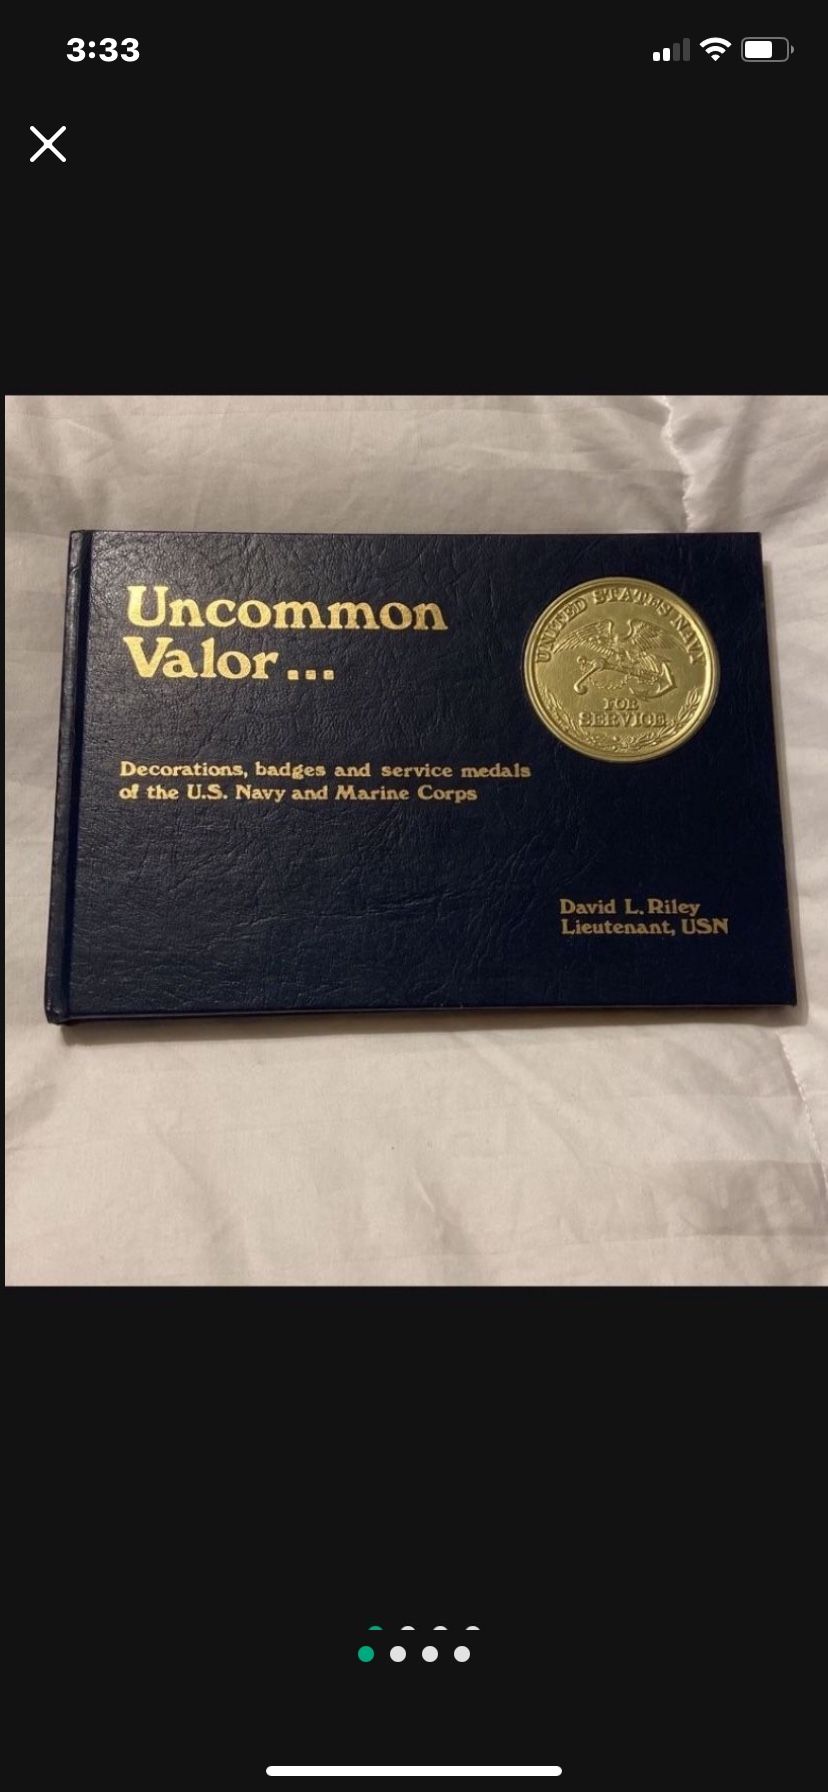 3:33
Uncommon
Valor...
UNITED STATES NAVY
FOR
SERVICE
Decorations, badges and service medals
of the U.S. Navy and Marine Corps
David L. Riley
Lieutenant, USN